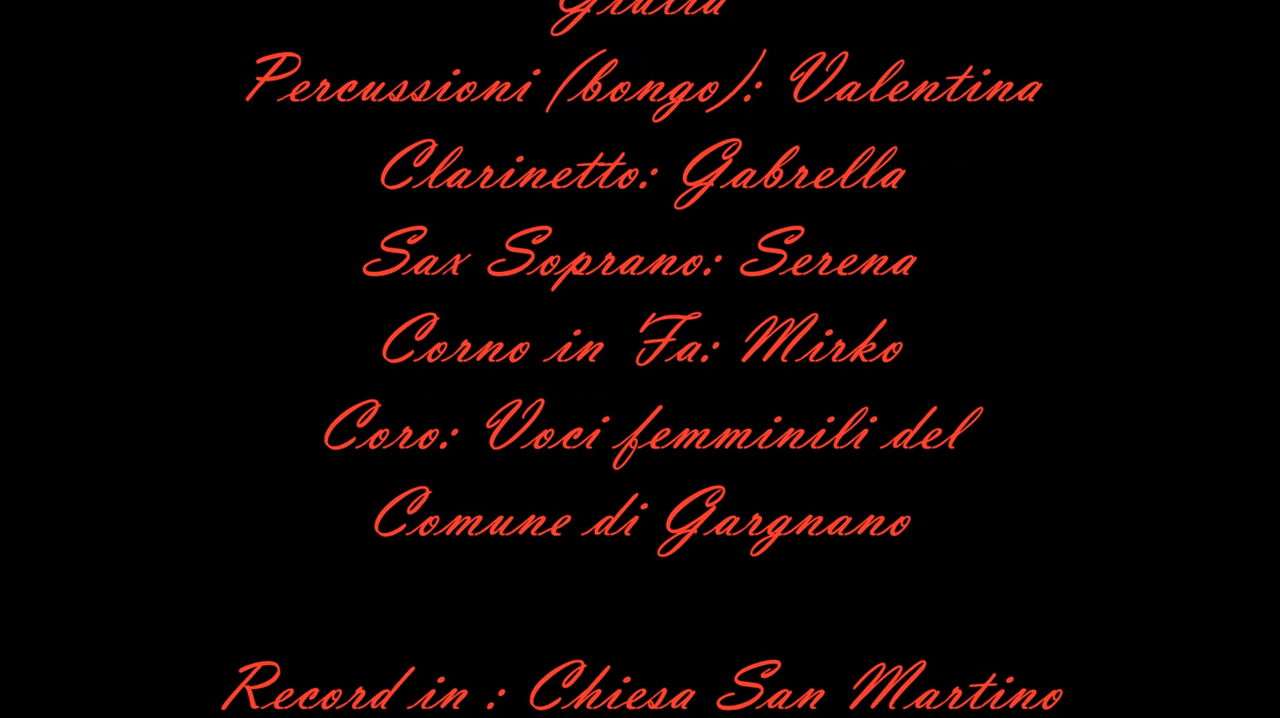 Percussioni (bongo): Valentina
Clarinetto: Gabrella
Sax Soprano: Serena
Corno in Fa: Mirko
Coro: Voci femminili del
Comune di Gargnano
Record in : Chiesa San Martino